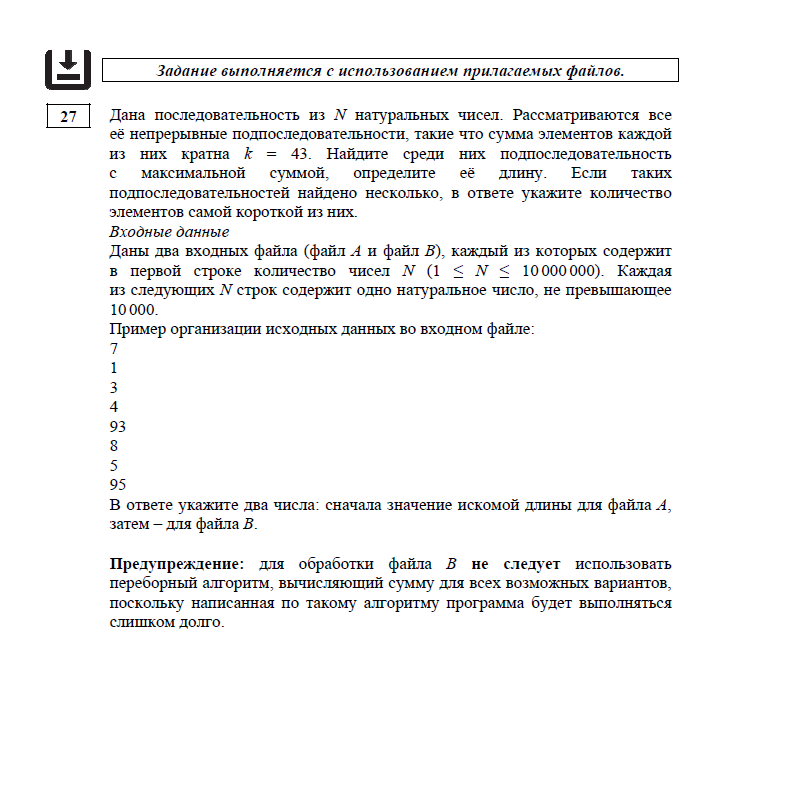 Задание выполняется с использованием прилагаемых файлов.
27
Дана последовательность из N натуральных чисел. Рассматриваются все
её непрерывные подпоследовательности, такие что сумма элементов каждой
из них кратна k = 43. Найдите среди них подпоследовательность
с максимальной суммой, определите её длину. Если таких
подпоследовательностей найдено несколько, в ответе укажите количество
элементов самой короткой из них.
Входные данные
Даны два входных файла (файл A и файл B), каждый из которых содержит
в первой строке количество чисел N (1 ≤ N ≤ 10 000 000). Каждая
из следующих N строк содержит одно натуральное число, не превышающее
10 000.
Пример организации исходных данных во входном файле:
7
1
3
4
93
8
5
95
В ответе укажите два числа: сначала значение искомой длины для файла A,
затем – для файла B.
Предупреждение: для обработки файла B не следует использовать
переборный алгоритм, вычисляющий сумму для всех возможных вариантов,
поскольку написанная по такому алгоритму программа будет выполняться
слишком долго.